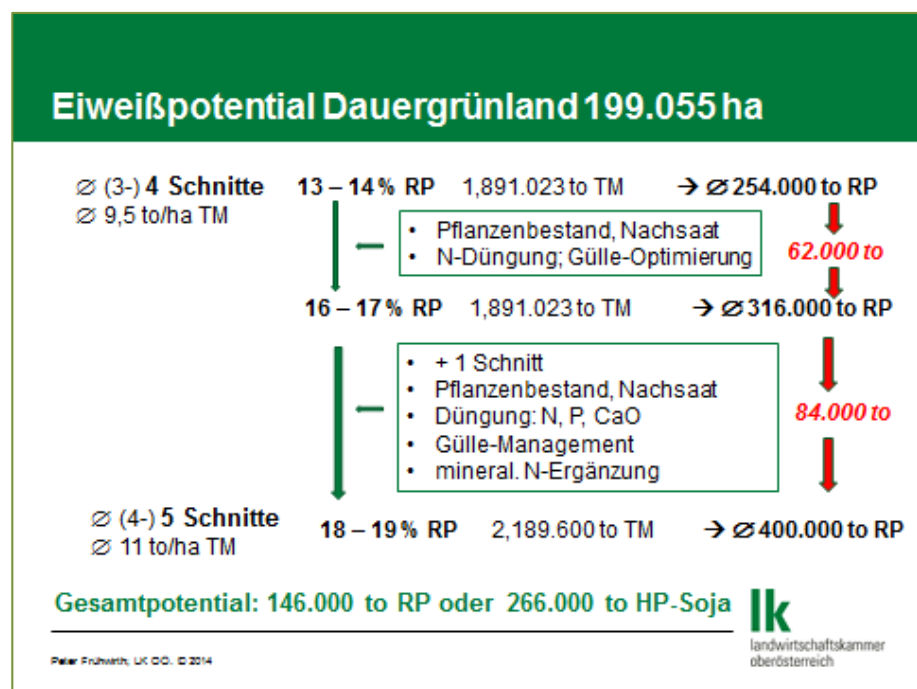 Eiweißpotential Dauergrünland 199.055 ha
∅ (3-) 4 Schnitte 13 – 14 % RP 1,891.023 to TM → ∅ 254.000 to RP
∅ 9,5 to/ha TM
• Pflanzenbestand, Nachsaat
• N-Düngung; Gülle-Optimierung
62.000 to
16 – 17 % RP 1,891.023 to TM → ∅ 316.000 to RP
• + 1 Schnitt
• Pflanzenbestand, Nachsaat
• Düngung: N, P, CaO
• Gülle-Management
• mineral. N-Ergänzung
84.000 to
∅ (4-) 5 Schnitte 18 – 19 % RP 2,189.600 to TM → ∅ 400.000 to RP
∅ 11 to/ha TM
Gesamtpotential: 146.000 to RP oder 266.000 to HP-Soja
lk
landwirtschaftskammer
oberösterreich
Peter Frühwirth, LK OÖ. © 2014